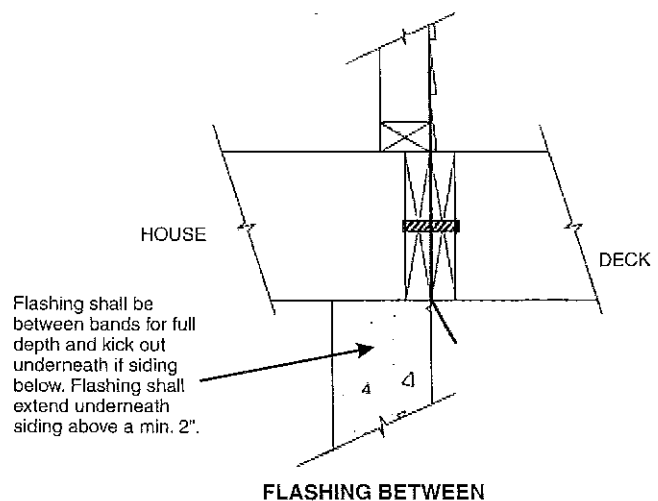 HOUSE
DECK
Flashing shall be
between bands for full
depth and kick out
underneath if siding
below. Flashing shall
extend underneath
siding above a min. 2".
FLASHING BETWEEN